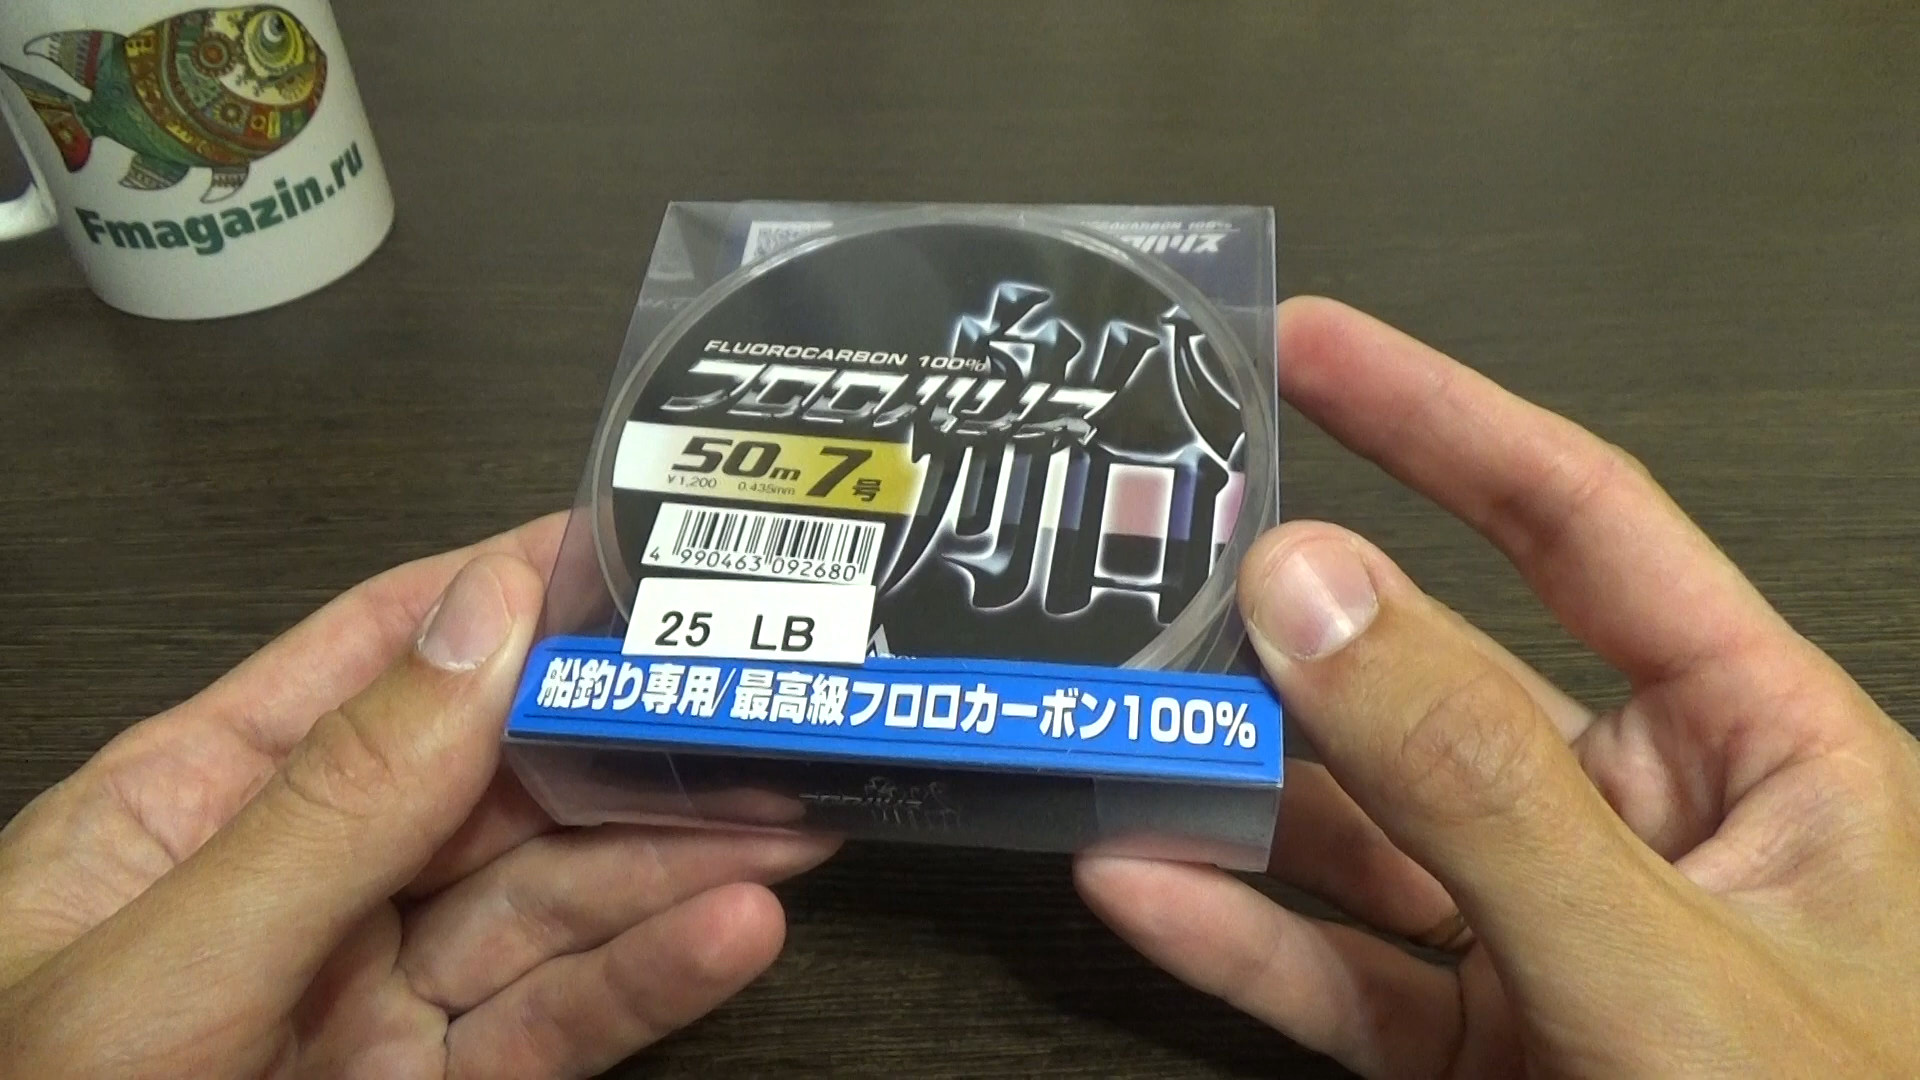 Fmagazin.ru
FLUOROCARBON 100%
フロロハリス
船
50m 7号
¥1,200 0.435mm
4 990463 092680
25 LB
船釣り専用/最高級フロロカーボン100%